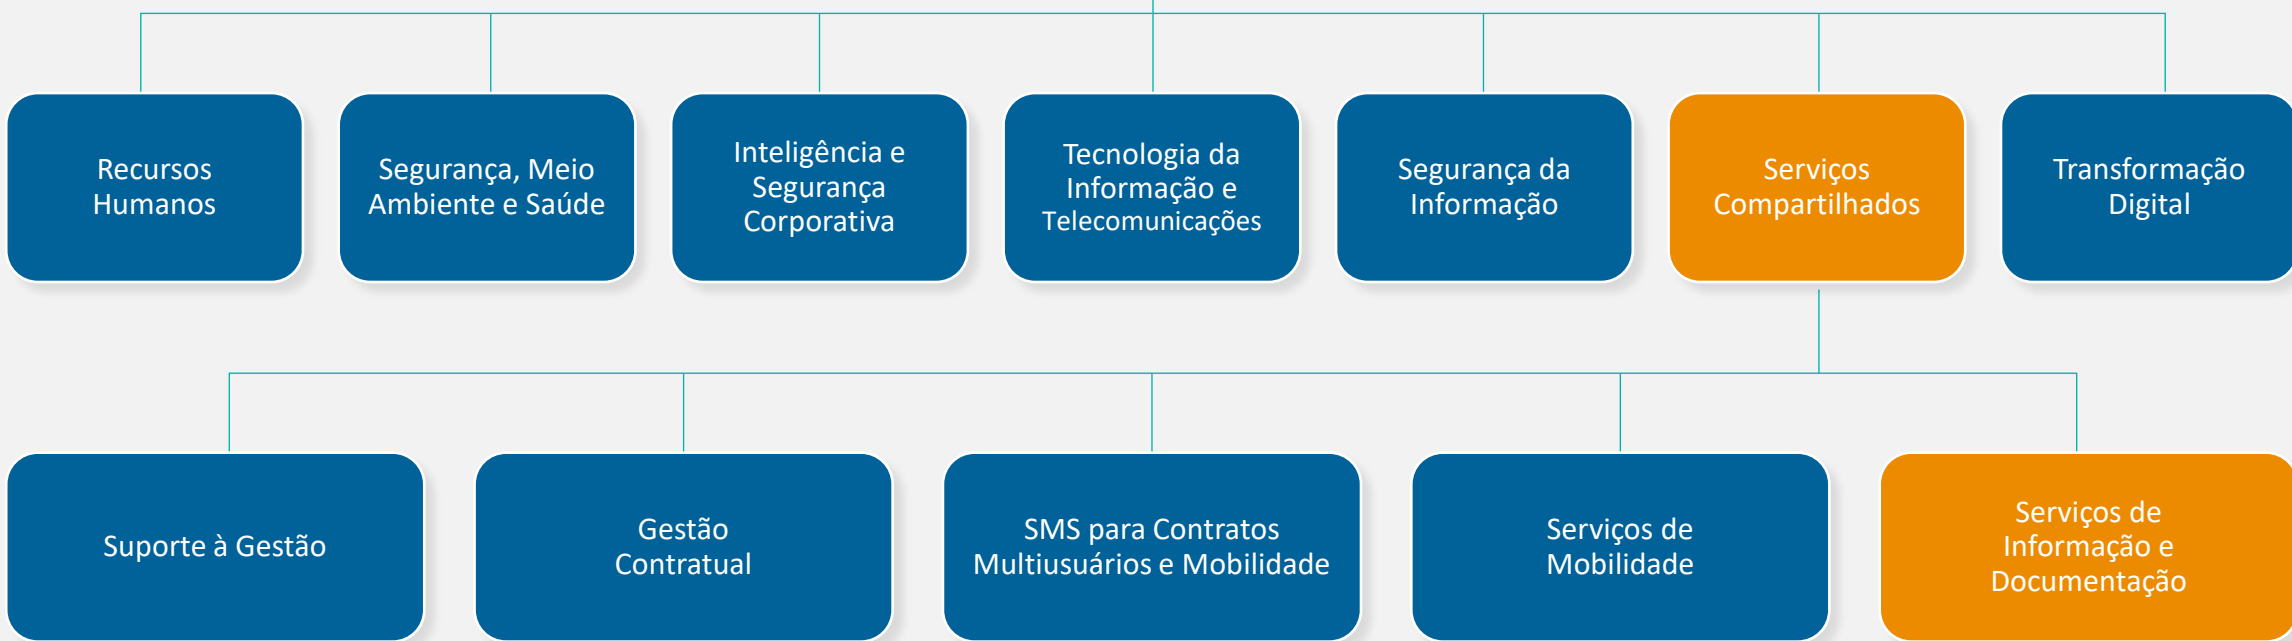 Recursos
Humanos
Segurança, Meio
Ambiente e Saúde
Inteligência e
Segurança
Corporativa
Tecnologia da
Informação e
Telecomunicações
Segurança da
Informação
Serviços
Compartilhados
Transformação
Digital
Suporte à Gestão
Gestão
Contratual
SMS para Contratos
Multiusuários e Mobilidade
Serviços de
Mobilidade
Serviços de
Informação e
Documentação